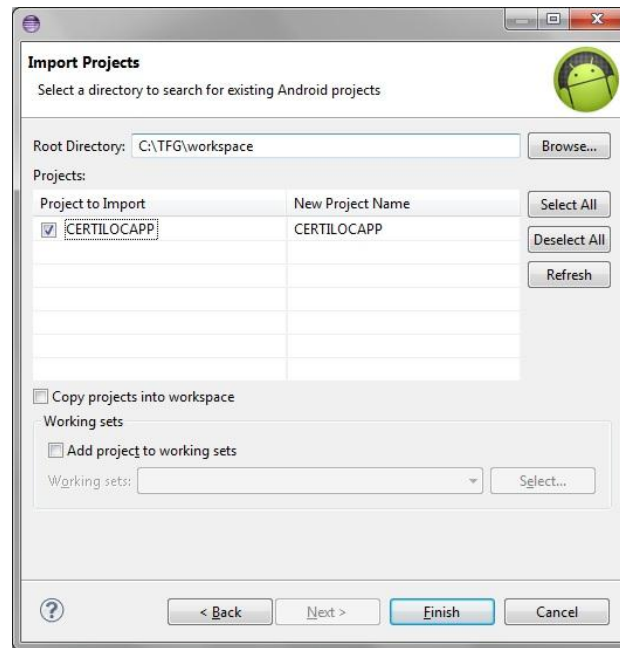 Import Projects
Select a directory to search for existing Android projects
Root Directory: C:\TFG\workspace Browse...
Projects:
Project to Import New Project Name Select All
CERTILOCAPP CERTILOCAPP
Deselect All
Refresh
Copy projects into workspace
Working sets
Add project to working sets
Working sets: Select...
? < Back Next > Finish Cancel